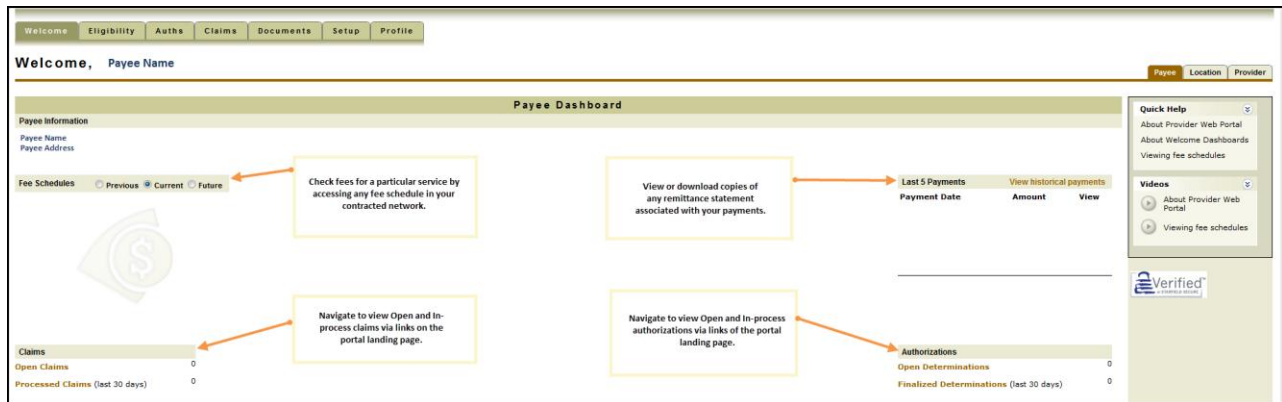 Welcome Eligibility Auths Claims Documents Setup Profile
Welcome, Payee Name
Payee Location Provider
Payee Dashboard
Payee Information
Payee Name
Payee Address
Fee Schedules Previous Current Future
Check fees for a particular service by
accessing any fee schedule in your
contracted network.
View or download copies of
any remittance statement
associated with your payments.
Last 5 Payments View historical payments
Payment Date Amount View
$
Navigate to view Open and In-
process claims via links on the
portal landing page.
Navigate to view Open and In-process
authorizations via links of the portal
landing page.
Claims
Open Claims 0
Processed Claims (last 30 days) 0
Authorizations
Open Determinations 0
Finalized Determinations (last 30 days) 0
Quick Help
About Provider Web Portal
About Welcome Dashboards
Viewing fee schedules
Videos
About Provider Web
Portal
Viewing fee schedules
Verified